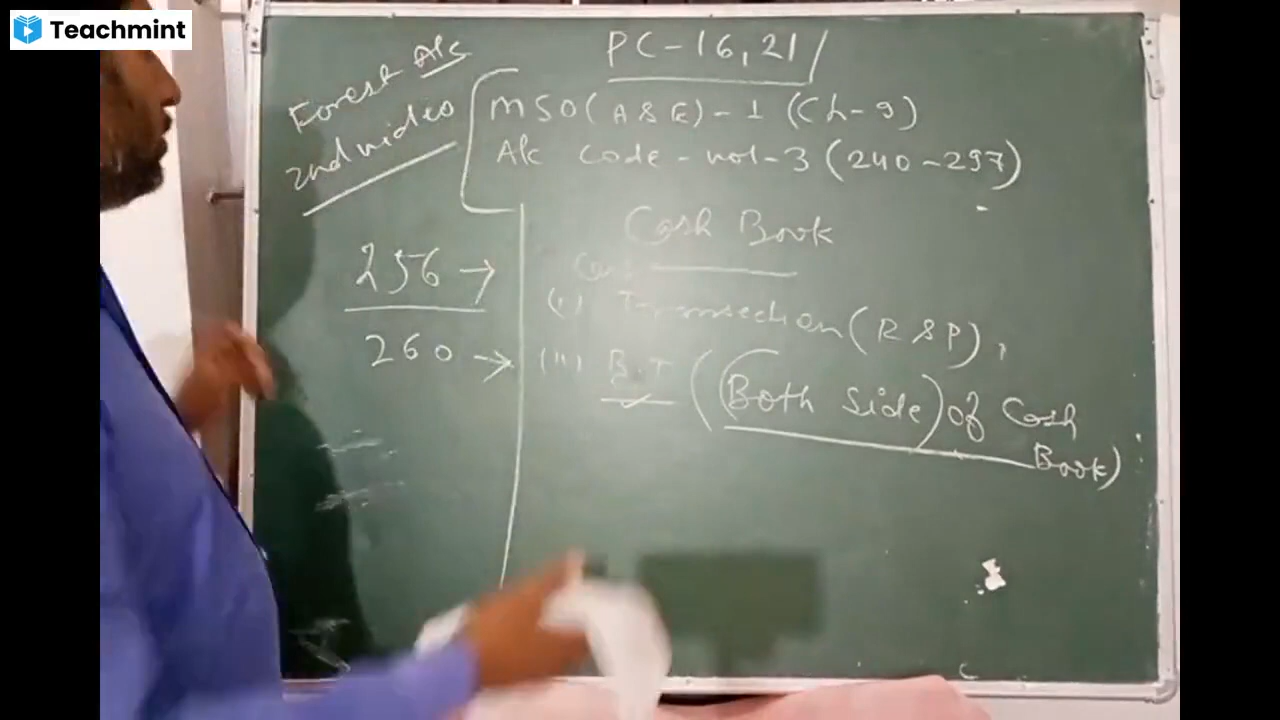 Teachmint
PC-16,21/
Forest A/c
2nd video
MSO(A&E)-1 (Ch-9)
A/c Code-vol-3 (240-297)
Cash Book
256 →
(i) Transection (R&P),
260 →
(ii) B.T ((Both Side) of Cash
Book)